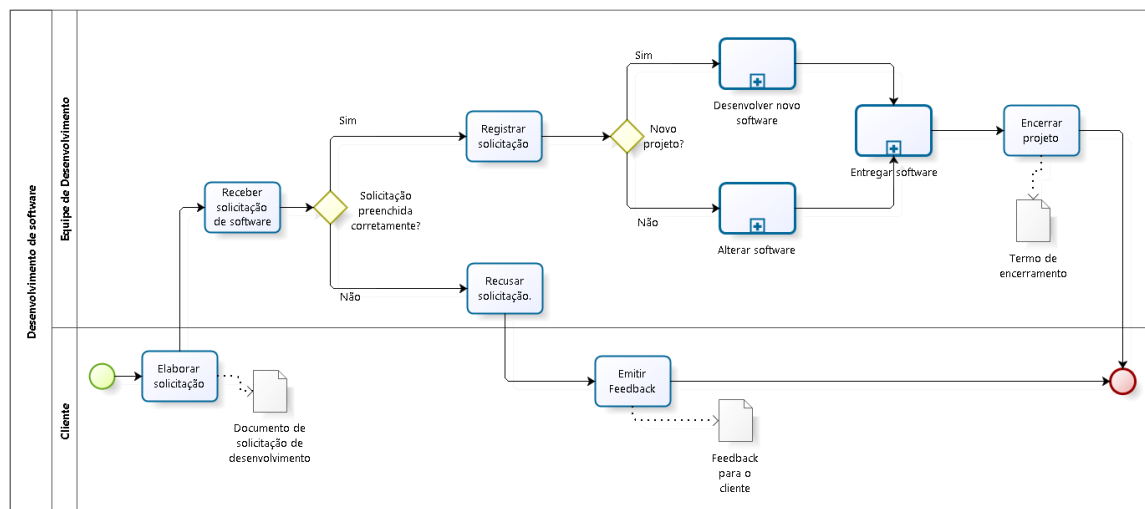 Desenvolvimento de software
Equipe de Desenvolvimento
Cliente
Elaborar
solicitação
Documento de
solicitação de
desenvolvimento
Receber
solicitação
de software
Solicitação
preenchida
corretamente?
Sim
Não
Registrar
solicitação
Recusar
solicitação.
Novo
projeto?
Sim
Não
Desenvolver novo
software
Alterar software
Entregar software
Encerrar
projeto
Termo de
encerramento
Emitir
Feedback
Feedback
para o
cliente